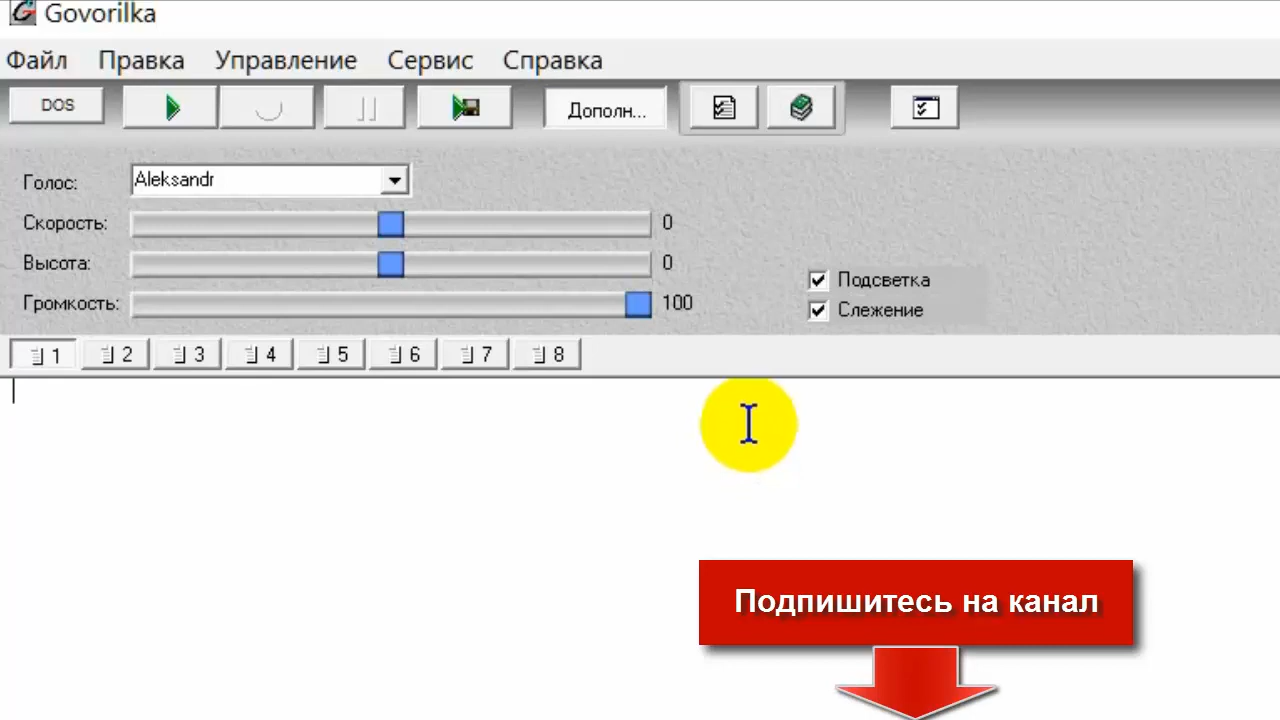 Govorilka
Файл Правка Управление Сервис Справка
DOS Дополн...
Голос: Aleksandr
Скорость: 0
Высота: 0
Подсветка
Громкость: 100
Слежение
1 2 3 4 5 6 7 8
Подпишитесь на канал